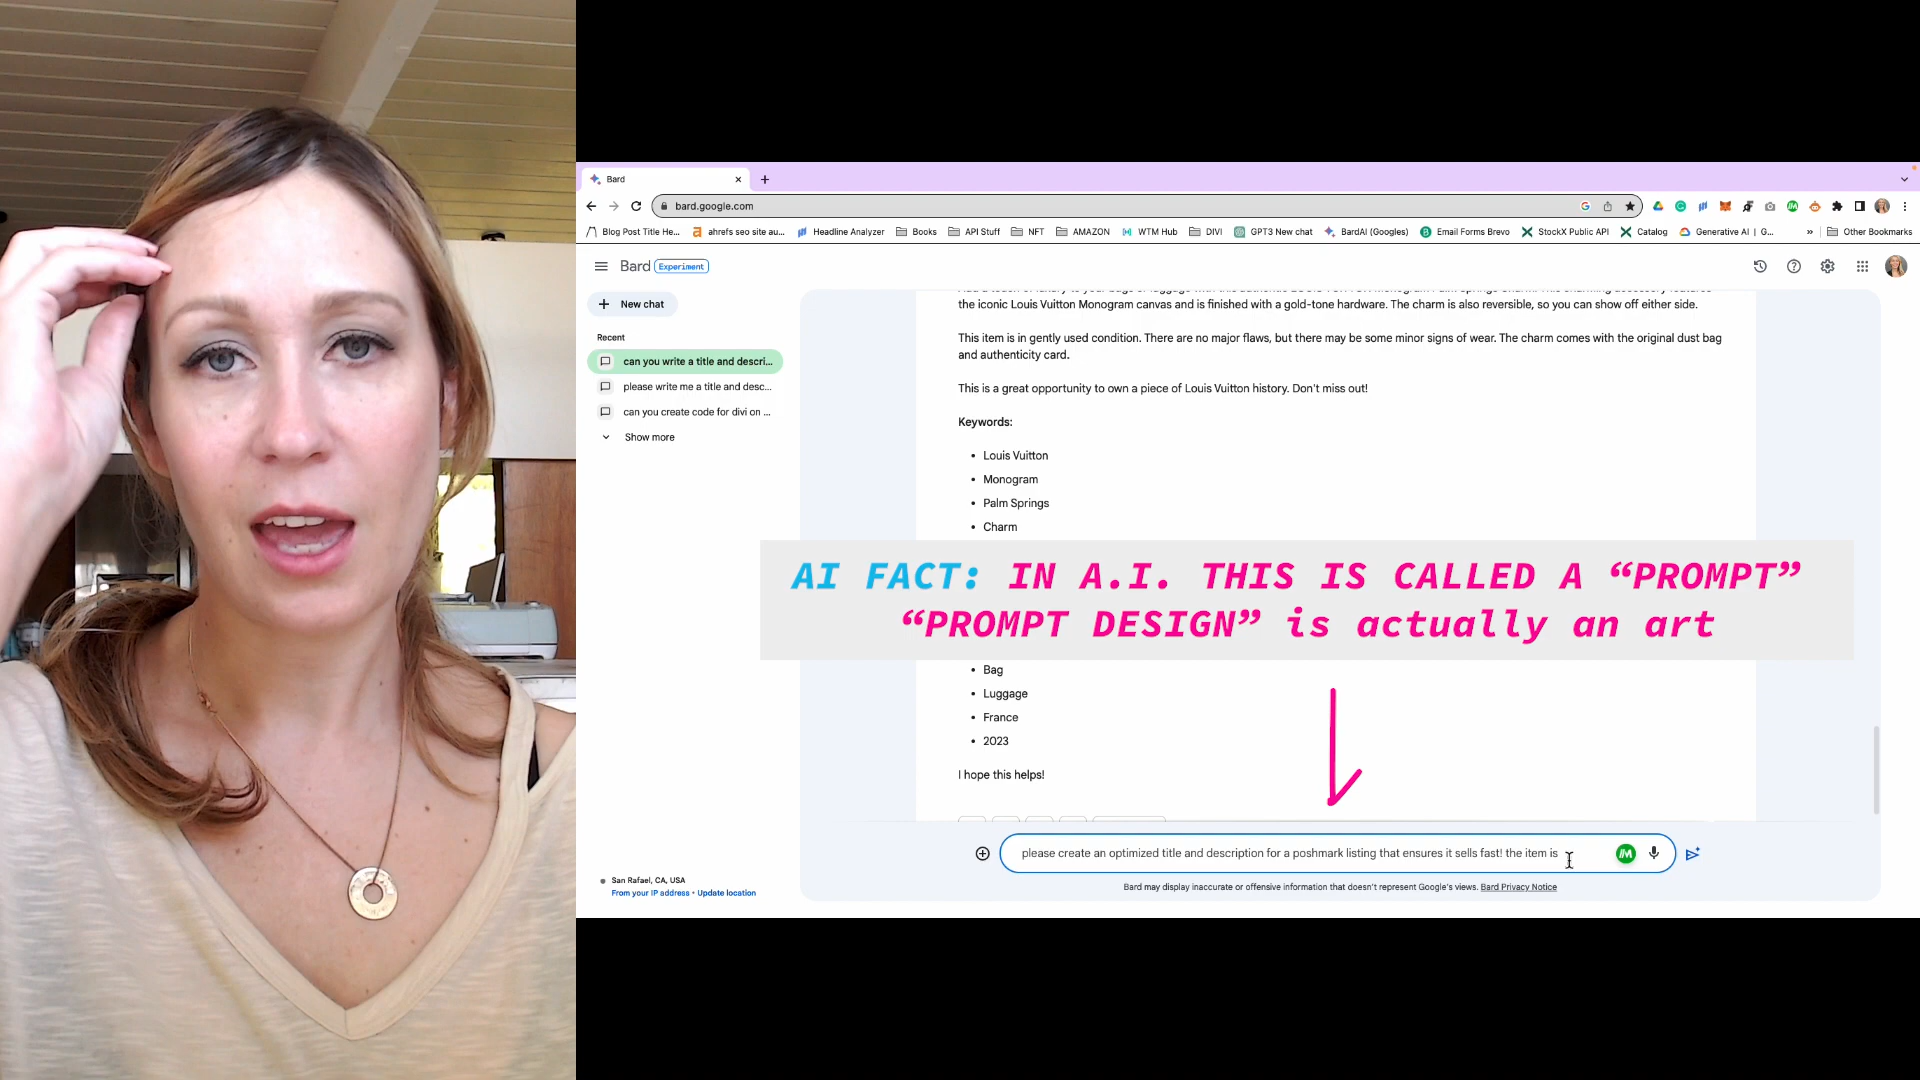 Bard
bard.google.com
Blog Post Title He...
ahrefs seo site au...
Headline Analyzer
Books
API Stuff
NFT
AMAZON
WTM Hub
DIVI
GPT3 New chat
BardAI (Googles)
Email Forms Brevo
StockX Public API
Catalog
Generative AI | G...
»
Other Bookmarks
Bard Experiment
New chat
Recent
can you write a title and descri...
please write me a title and desc...
can you create code for divi on ...
Show more
the iconic Louis Vuitton Monogram canvas and is finished with a gold-tone hardware. The charm is also reversible, so you can show off either side.
This item is in gently used condition. There are no major flaws, but there may be some minor signs of wear. The charm comes with the original dust bag
and authenticity card.
This is a great opportunity to own a piece of Louis Vuitton history. Don't miss out!
Keywords:
• Louis Vuitton
• Monogram
• Palm Springs
• Charm
AI FACT: IN A.I. THIS IS CALLED A “PROMPT”
“PROMPT DESIGN” is actually an art
• Bag
• Luggage
• France
• 2023
I hope this helps!
please create an optimized title and description for a poshmark listing that ensures it sells fast! the item is
San Rafael, CA, USA
From your IP address • Update location
Bard may display inaccurate or offensive information that doesn't represent Google's views. Bard Privacy Notice